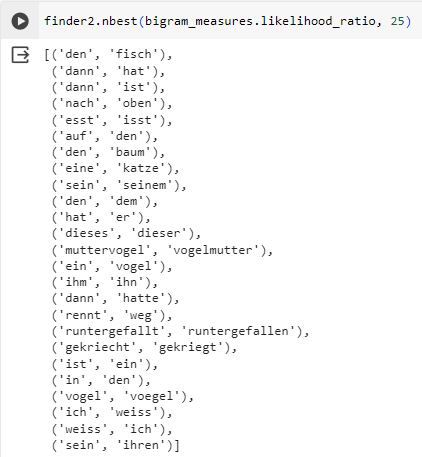 finder2.nbest(bigram_measures.likelihood_ratio, 25)
[('den', 'fisch'),
('dann', 'hat'),
('dann', 'ist'),
('nach', 'oben'),
('esst', 'isst'),
('auf', 'den'),
('den', 'baum'),
('eine', 'katze'),
('sein', 'seinem'),
('den', 'dem'),
('hat', 'er'),
('dieses', 'dieser'),
('muttervogel', 'vogelmutter'),
('ein', 'vogel'),
('ihm', 'ihn'),
('dann', 'hatte'),
('rennt', 'weg'),
('runtergefallt', 'runtergefallen'),
('gekriecht', 'gekriegt'),
('ist', 'ein'),
('in', 'den'),
('vogel', 'voegel'),
('ich', 'weiss'),
('weiss', 'ich'),
('sein', 'ihren')]